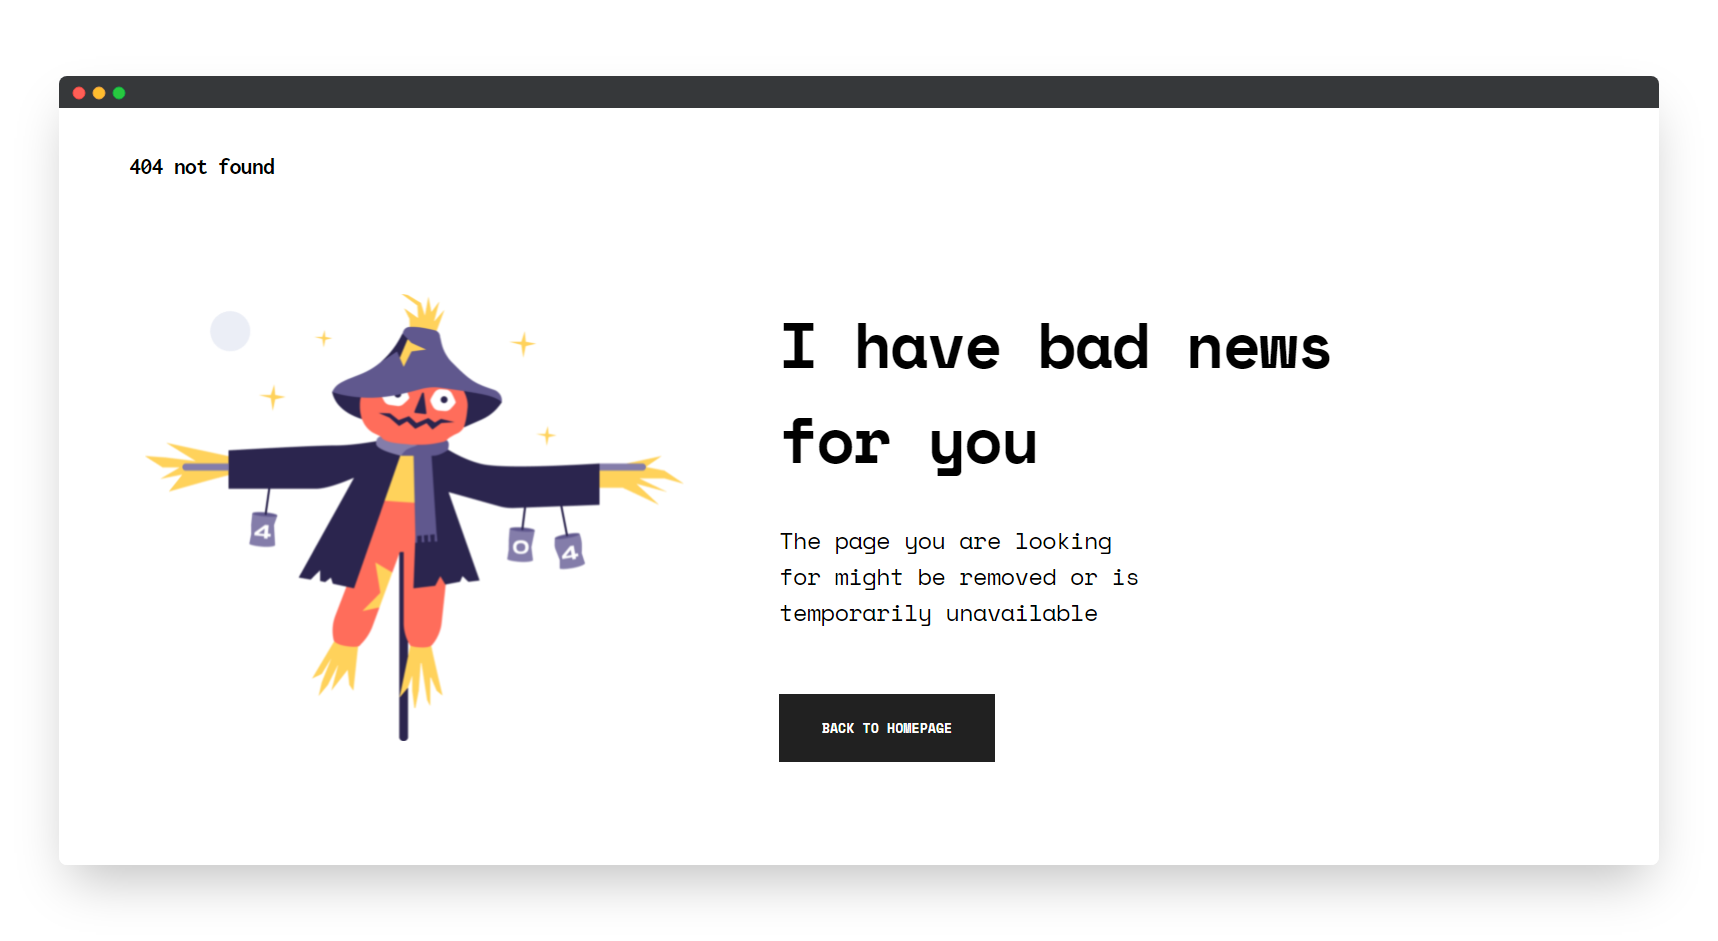 404 not found
I have bad news
for you
4
0
4
The page you are looking
for might be removed or is
temporarily unavailable
BACK TO HOMEPAGE